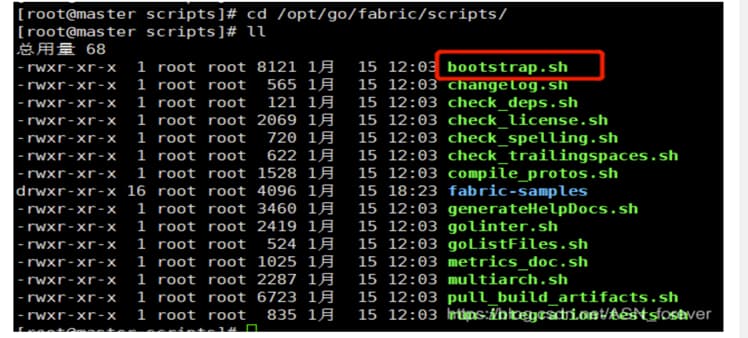 [root@master scripts]# cd /opt/go/fabric/scripts/
[root@master scripts]# ll
总用量 68
-rwxr-xr-x 1 root root 8121 1月 15 12:03 bootstrap.sh
-rwxr-xr-x 1 root root 565 1月 15 12:03 changelog.sh
-rwxr-xr-x 1 root root 121 1月 15 12:03 check_deps.sh
-rwxr-xr-x 1 root root 2069 1月 15 12:03 check_license.sh
-rwxr-xr-x 1 root root 720 1月 15 12:03 check_spelling.sh
-rwxr-xr-x 1 root root 622 1月 15 12:03 check_trailingspaces.sh
-rwxr-xr-x 1 root root 1528 1月 15 12:03 compile_protos.sh
drwxr-xr-x 16 root root 4096 1月 15 18:23 fabric-samples
-rwxr-xr-x 1 root root 3460 1月 15 12:03 generateHelpDocs.sh
-rwxr-xr-x 1 root root 2419 1月 15 12:03 golinter.sh
-rwxr-xr-x 1 root root 524 1月 15 12:03 goListFiles.sh
-rwxr-xr-x 1 root root 1025 1月 15 12:03 metrics_doc.sh
-rwxr-xr-x 1 root root 2287 1月 15 12:03 multiarch.sh
-rwxr-xr-x 1 root root 6723 1月 15 12:03 pull_build_artifacts.sh
-rwxr-xr-x 1 root root 835 1月 15 12:03 run-integration-tests.sh
https://blog.csdn.net/ASN_forever
[root@master scripts]#